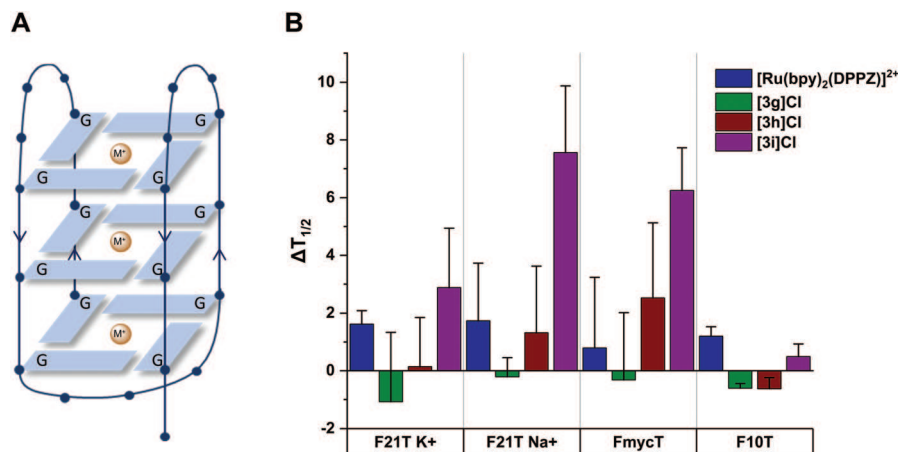 A
G
G
M⁺
G
G
G
G
M⁺
G
G
G
G
M⁺
G
G
B
ΔT1/2
10
8
6
4
2
0
-2
[Ru(bpy)2(DPPZ)]2+
[3g]Cl
[3h]Cl
[3i]Cl
F21T K+
F21T Na+
FmycT
F10T